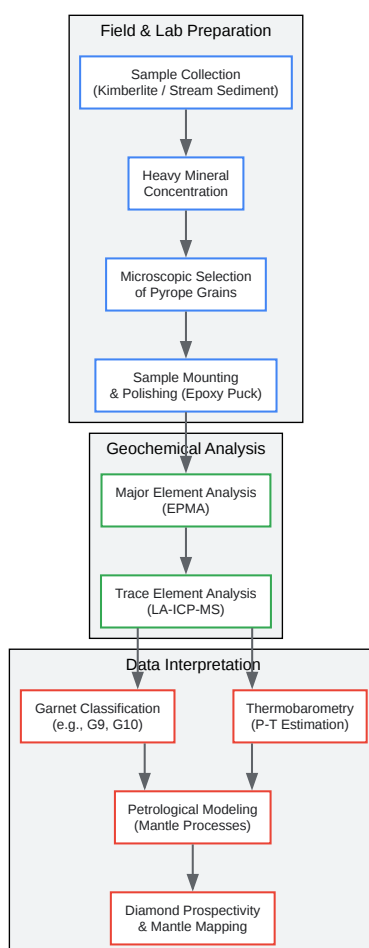 Field & Lab Preparation
Sample Collection
(Kimberlite / Stream Sediment)
Heavy Mineral
Concentration
Microscopic Selection
of Pyrope Grains
Sample Mounting
& Polishing (Epoxy Puck)
Geochemical Analysis
Major Element Analysis
(EPMA)
Trace Element Analysis
(LA-ICP-MS)
Data Interpretation
Garnet Classification
(e.g., G9, G10)
Thermobarometry
(P-T Estimation)
Petrological Modeling
(Mantle Processes)
Diamond Prospectivity
& Mantle Mapping